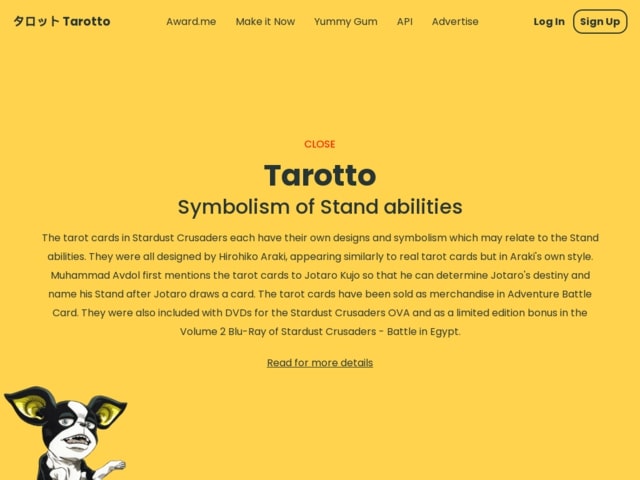 タロット Tarotto
Award.me
Make it Now
Yummy Gum
API
Advertise
Log In
Sign Up
CLOSE
Tarotto
Symbolism of Stand abilities
The tarot cards in Stardust Crusaders each have their own designs and symbolism which may relate to the Stand
abilities. They were all designed by Hirohiko Araki, appearing similarly to real tarot cards but in Araki's own style.
Muhammad Avdol first mentions the tarot cards to Jotaro Kujo so that he can determine Jotaro's destiny and
name his Stand after Jotaro draws a card. The tarot cards have been sold as merchandise in Adventure Battle
Card. They were also included with DVDs for the Stardust Crusaders OVA and as a limited edition bonus in the
Volume 2 Blu-Ray of Stardust Crusaders - Battle in Egypt.
Read for more details